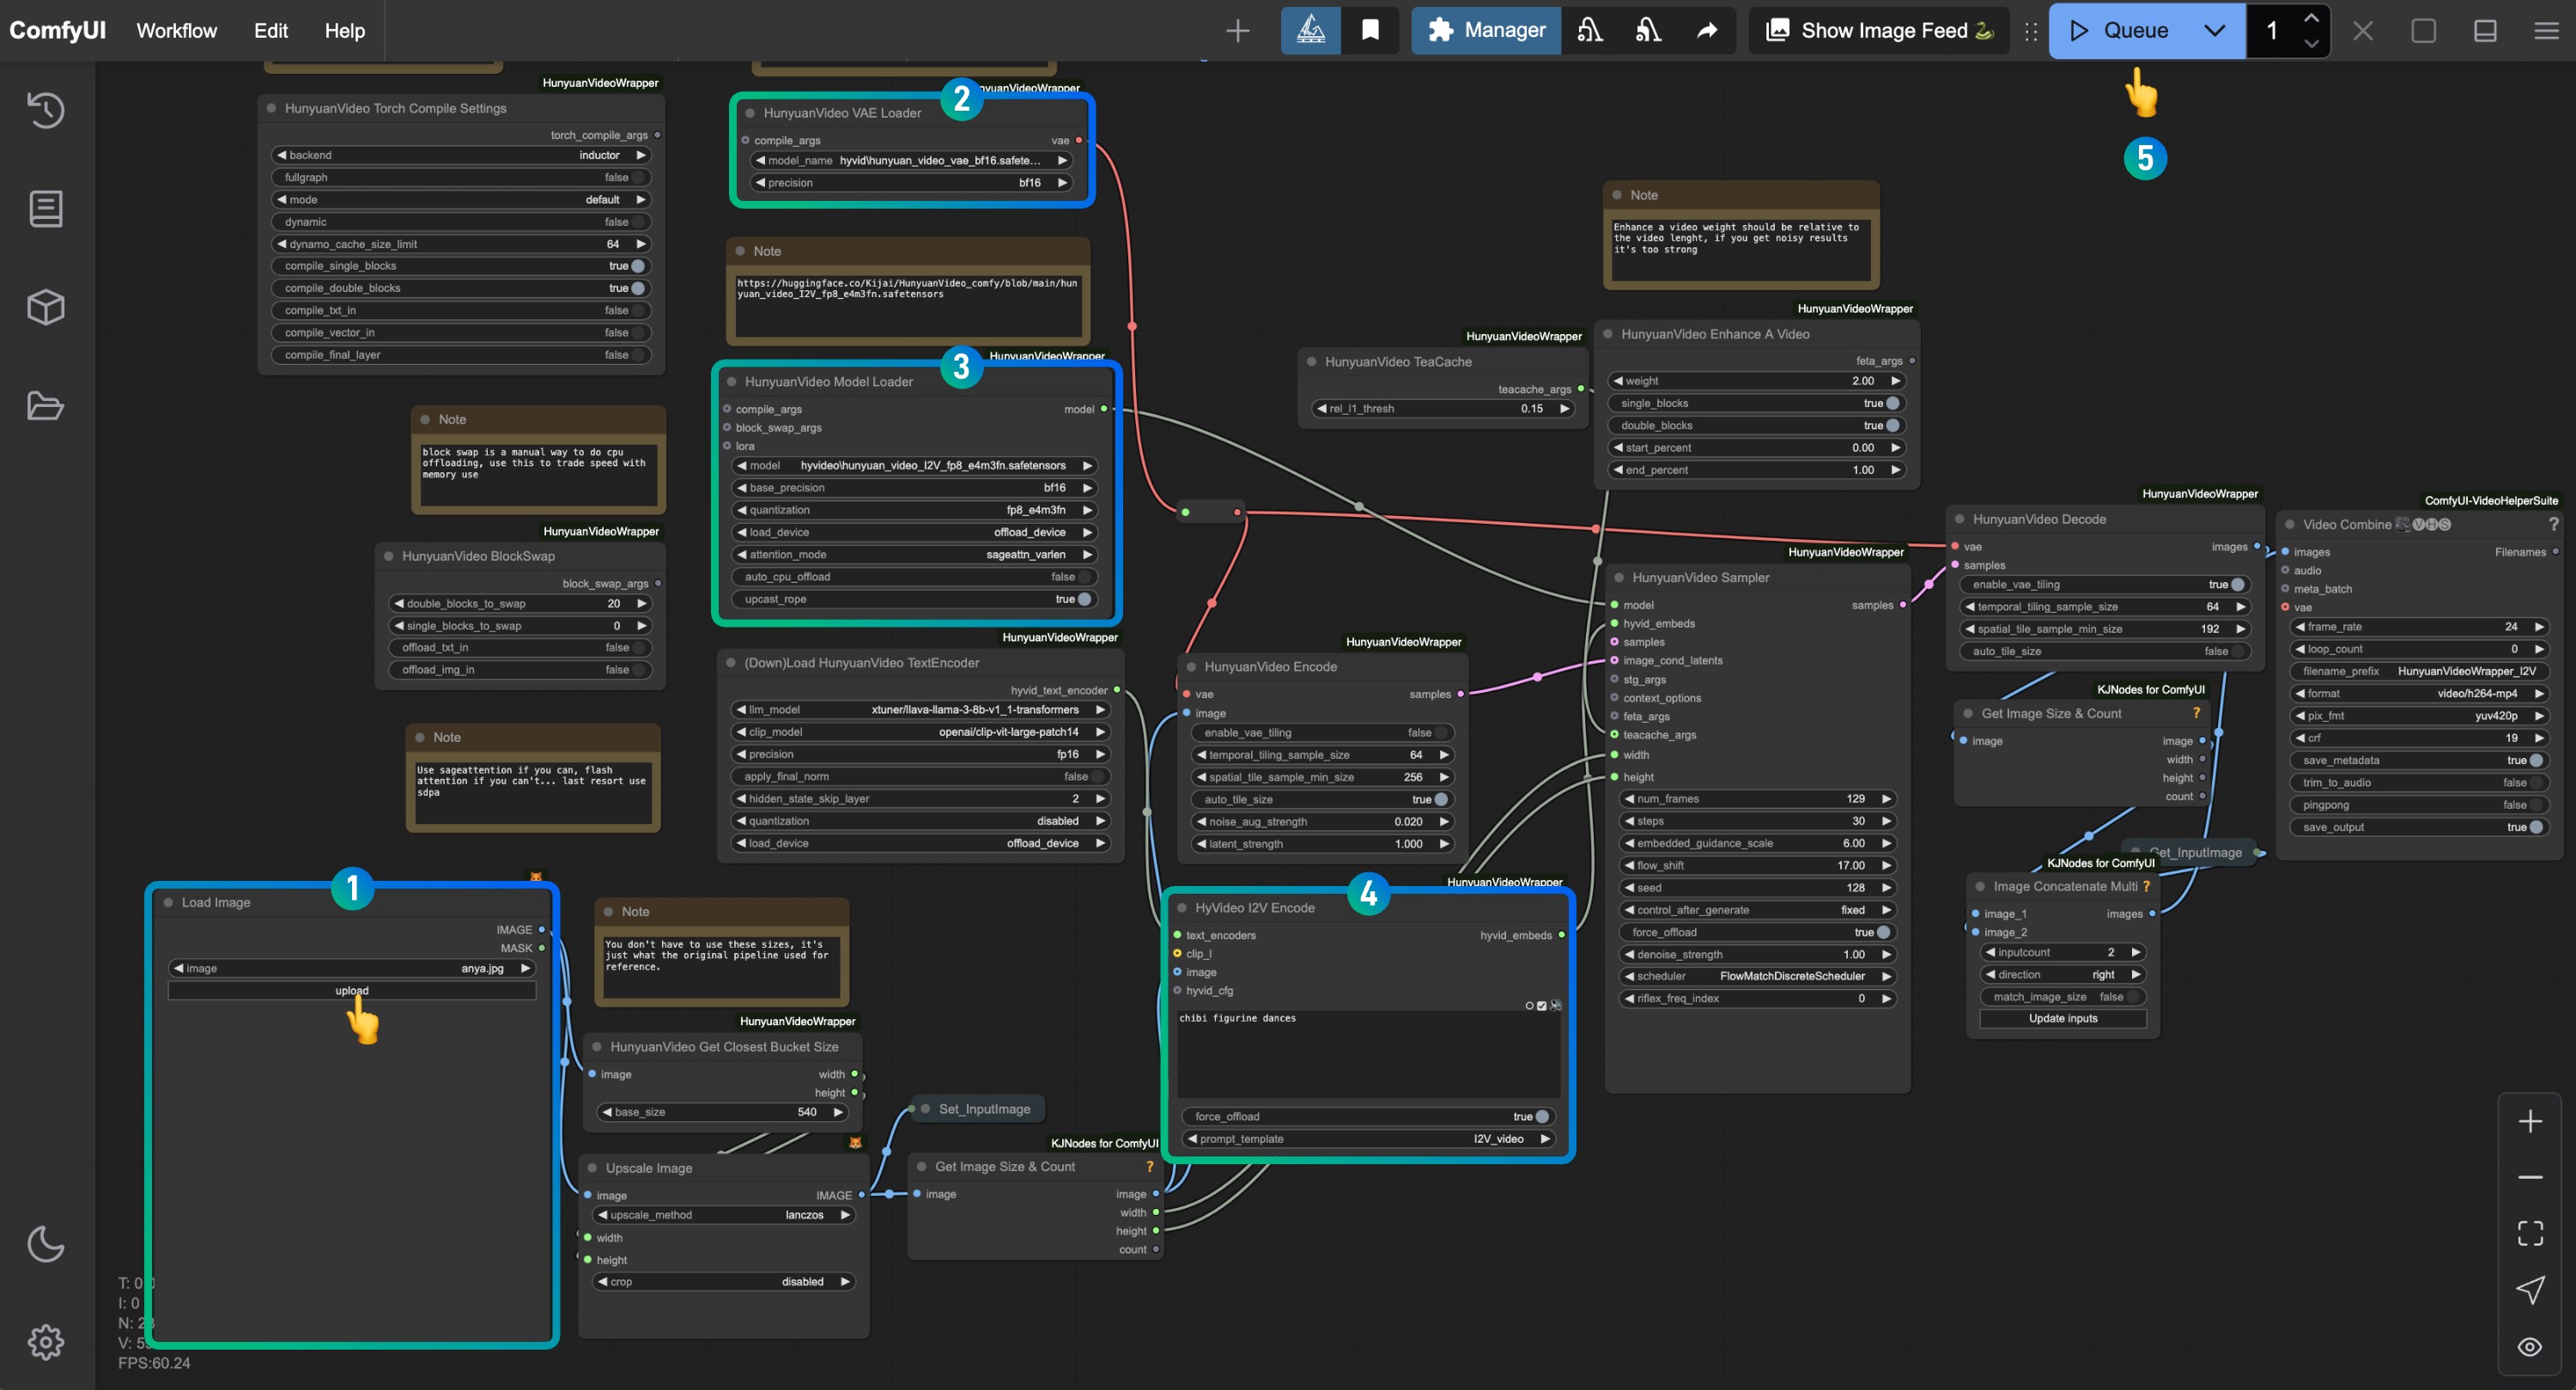 ComfyUI
Workflow
Edit
Help
Manager
Show Image Feed
Queue
1
HunyuanVideoWrapper
HunyuanVideo Torch Compile Settings
torch_compile_args
backend inductor
fullgraph false
mode default
dynamic false
dynamo_cache_size_limit 64
compile_single_blocks true
compile_double_blocks true
compile_txt_in false
compile_vector_in false
compile_final_layer false
Note
block swap is a manual way to do cpu
offloading, use this to trade speed with
memory use
HunyuanVideoWrapper
HunyuanVideo BlockSwap
block_swap_args
double_blocks_to_swap 20
single_blocks_to_swap 0
offload_txt_in false
offload_img_in false
Note
Use sageattention if you can, flash
attention if you can't... last resort use
sdpa
2
nyuanVideoWrapper
HunyuanVideo VAE Loader
compile_args vae
model_name hyvid\hunyuan_video_vae_bf16.safete...
precision bf16
Note
https://huggingface.co/Kijai/HunyuanVideo_comfy/blob/main/hun
yuan_video_I2V_fp8_e4m3fn.safetensors
3
HunyuanVideoWrapper
HunyuanVideo Model Loader
compile_args model
block_swap_args
lora
model hyvideo\hunyuan_video_I2V_fp8_e4m3fn.safetensors
base_precision bf16
quantization fp8_e4m3fn
load_device offload_device
attention_mode sageattn_varlen
auto_cpu_offload false
upcast_rope true
HunyuanVideoWrapper
(Down)Load HunyuanVideo TextEncoder
hyvid_text_encoder
llm_model xtuner/llava-llama-3-8b-v1_1-transformers
clip_model openai/clip-vit-large-patch14
precision fp16
apply_final_norm false
hidden_state_skip_layer 2
quantization disabled
load_device offload_device
1
Load Image
IMAGE
MASK
image anya.jpg
upload
Note
You don't have to use these sizes, it's
just what the original pipeline used for
reference.
HunyuanVideoWrapper
HunyuanVideo Get Closest Bucket Size
image width
height
base_size 540
Upscale Image
image IMAGE
upscale_method lanczos
width
height
crop disabled
Set_InputImage
KJNodes for ComfyUI
Get Image Size & Count ?
image image
width
height
count
HunyuanVideoWrapper
HunyuanVideo TeaCache
teacache_args
rel_l1_thresh 0.15
5
Note
Enhance a video weight should be relative to
the video lenght, if you get noisy results
it's too strong
HunyuanVideoWrapper
HunyuanVideo Enhance A Video
feta_args
weight 2.00
single_blocks true
double_blocks true
start_percent 0.00
end_percent 1.00
HunyuanVideoWrapper
HunyuanVideo Encode
vae samples
image
enable_vae_tiling false
temporal_tiling_sample_size 64
spatial_tile_sample_min_size 256
auto_tile_size true
noise_aug_strength 0.020
latent_strength 1.000
4
HunyuanVideoWrapper
HyVideo I2V Encode
text_encoders hyvid_embeds
clip_l
image
hyvid_cfg
chibi figurine dances
force_offload true
prompt_template I2V_video
HunyuanVideoWrapper
HunyuanVideo Sampler
model samples
hyvid_embeds
samples
image_cond_latents
stg_args
context_options
feta_args
teacache_args
width
height
num_frames 129
steps 30
embedded_guidance_scale 6.00
flow_shift 17.00
seed 128
control_after_generate fixed
force_offload true
denoise_strength 1.00
scheduler FlowMatchDiscreteScheduler
riflex_freq_index 0
HunyuanVideoWrapper
HunyuanVideo Decode
vae images
samples
enable_vae_tiling true
temporal_tiling_sample_size 64
spatial_tile_sample_min_size 192
auto_tile_size false
KJNodes for ComfyUI
Get Image Size & Count ?
image image
width
height
count
Get_InputImage
KJNodes for ComfyUI
Image Concatenate Multi ?
image_1 images
image_2
inputcount 2
direction right
match_image_size false
Update inputs
ComfyUI-VideoHelperSuite
Video Combine VHS ?
images Filenames
audio
meta_batch
vae
frame_rate 24
loop_count 0
filename_prefix HunyuanVideoWrapper_I2V
format video/h264-mp4
pix_fmt yuv420p
crf 19
save_metadata true
trim_to_audio false
pingpong false
save_output true
I: 0
FPS:60.24